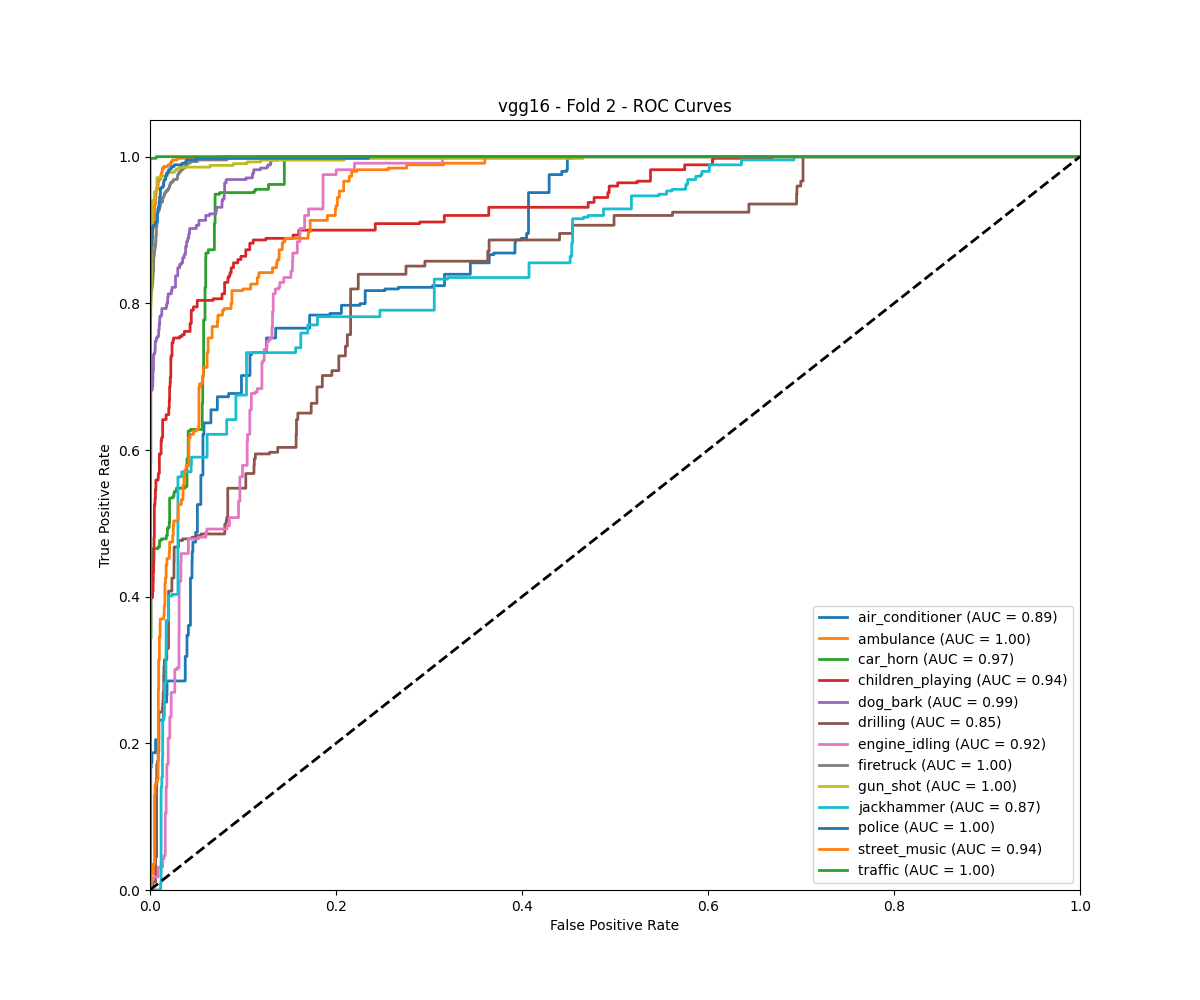 vgg16 - Fold 2 - ROC Curves
1.0
0.8
0.6
0.4
0.2
0.0
True Positive Rate
air_conditioner (AUC = 0.89)
ambulance (AUC = 1.00)
car_horn (AUC = 0.97)
children_playing (AUC = 0.94)
dog_bark (AUC = 0.99)
drilling (AUC = 0.85)
engine_idling (AUC = 0.92)
firetruck (AUC = 1.00)
gun_shot (AUC = 1.00)
jackhammer (AUC = 0.87)
police (AUC = 1.00)
street_music (AUC = 0.94)
traffic (AUC = 1.00)
0.0 0.2 0.4 0.6 0.8 1.0
False Positive Rate